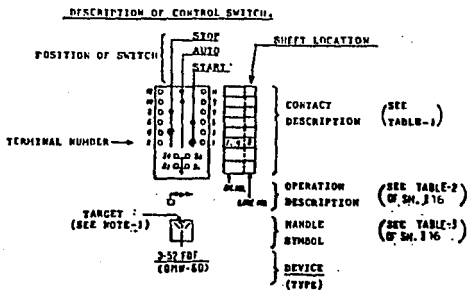 DESCRIPTION OF CONTROL SWITCH.
STOP
POSITION OF SWITCH
AUTO
SHEET LOCATION
START
CONTACT
DESCRIPTION
(SEE
TABLE-1)
TERMINAL NUMBER
OPERATION
DESCRIPTION
(SEE TABLE-2
OF SH. 316)
TARGET
(SEE NOTE-1)
HANDLE
SYMBOL
(SEE TABLE-3
OF SH. 316)
DEVICE
(TYPE)